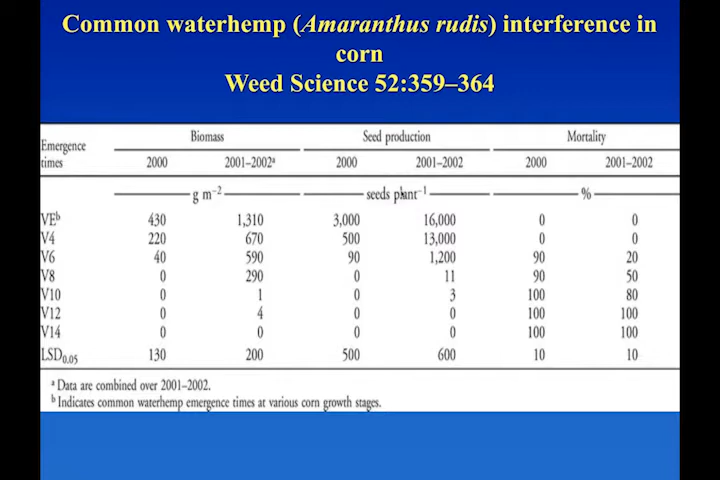 Common waterhemp (Amaranthus rudis) interference in
corn
Weed Science 52:359–364
Emergence times Biomass Seed production Mortality
2000 2001–2002ᵃ 2000 2001–2002 2000 2001–2002
g m⁻² seeds plant⁻¹ %
VEᵇ 430 1,310 3,000 16,000 0 0
V4 220 670 500 13,000 0 0
V6 40 590 90 1,200 90 20
V8 0 290 0 11 90 50
V10 0 1 0 3 100 80
V12 0 4 0 0 100 100
V14 0 0 0 0 100 100
LSD₀.₀₅ 130 200 500 600 10 10
ᵃ Data are combined over 2001–2002.
ᵇ Indicates common waterhemp emergence times at various corn growth stages.